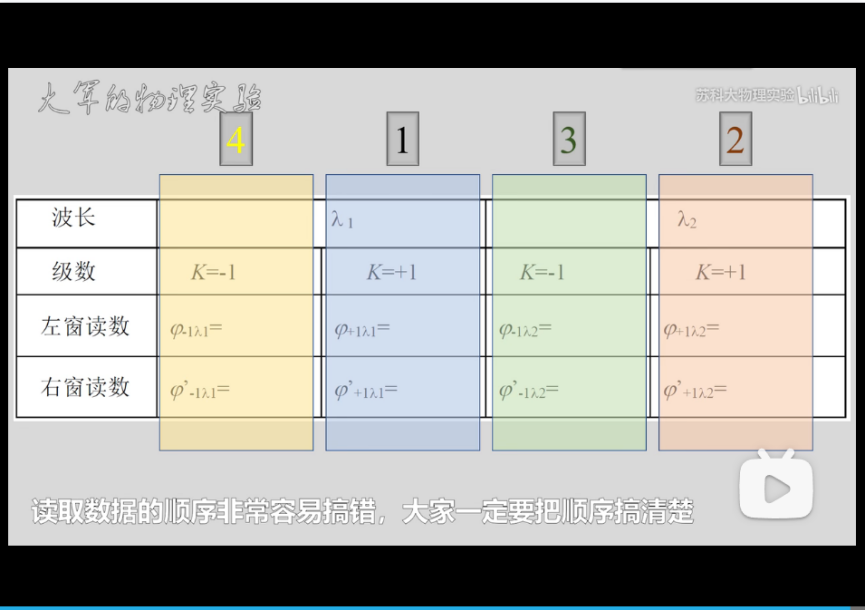 大军的物理实验
苏科大物理实验 bilibili
4 1 3 2
波长 λ1 λ2
级数 K=-1 K=+1 K=-1 K=+1
左窗读数 φ-1λ1= φ+1λ1= φ-1λ2= φ+1λ2=
右窗读数 φ’-1λ1= φ’+1λ1= φ’-1λ2= φ’+1λ2=
读取数据的顺序非常容易搞错，大家一定要把顺序搞清楚